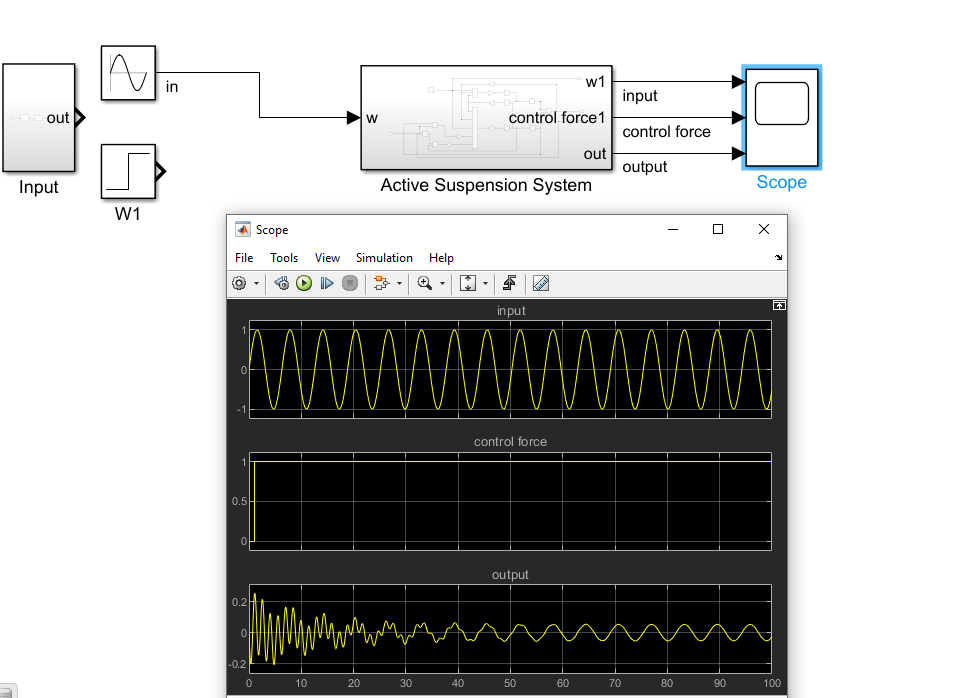 in
out
Input
W1
w
w1
control force1
out
input
control force
output
Active Suspension System
Scope
Scope
File Tools View Simulation Help
input
1
0
-1
control force
1
0.5
0
output
0.2
0
-0.2
0 10 20 30 40 50 60 70 80 90 100